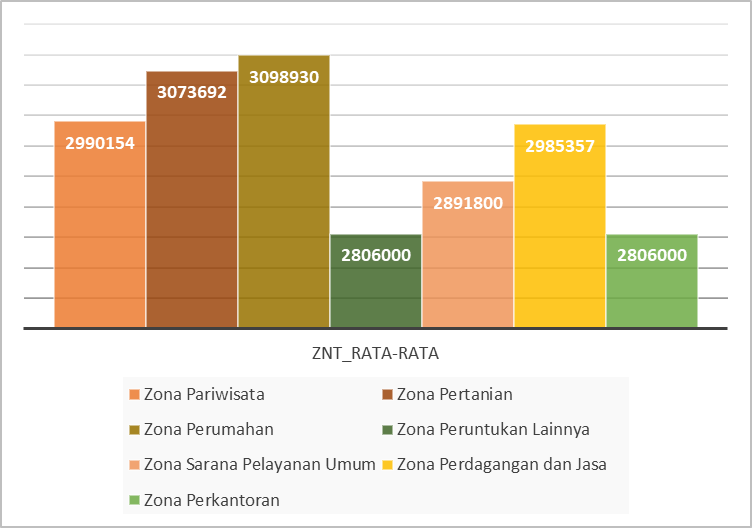 3098930
3073692
2990154
2985357
2891800
2806000
2806000
ZNT_RATA-RATA
Zona Pariwisata
Zona Pertanian
Zona Perumahan
Zona Peruntukan Lainnya
Zona Sarana Pelayanan Umum
Zona Perdagangan dan Jasa
Zona Perkantoran